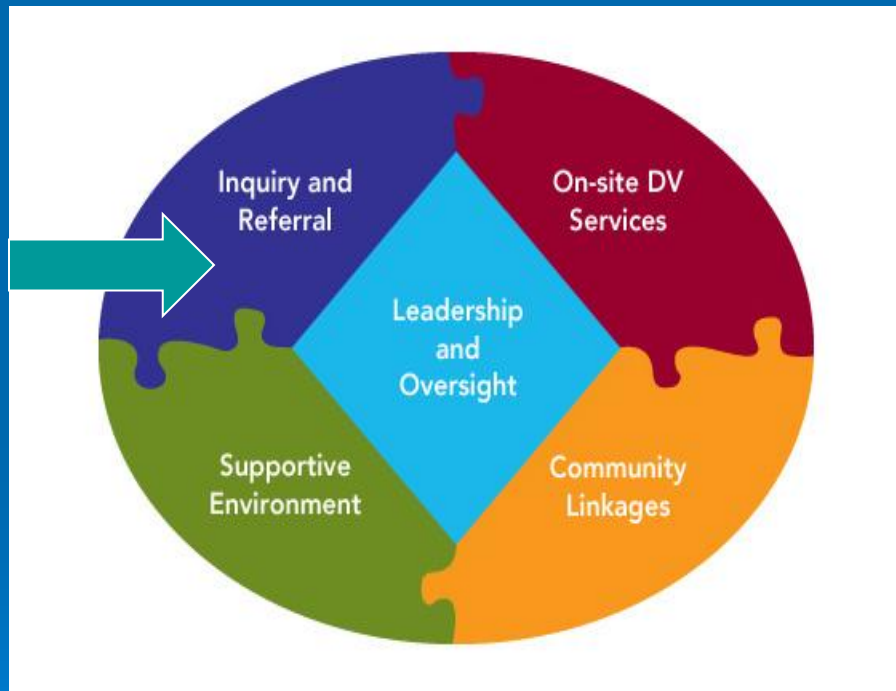 Inquiry and
Referral
On-site DV
Services
Leadership
and
Oversight
Supportive
Environment
Community
Linkages